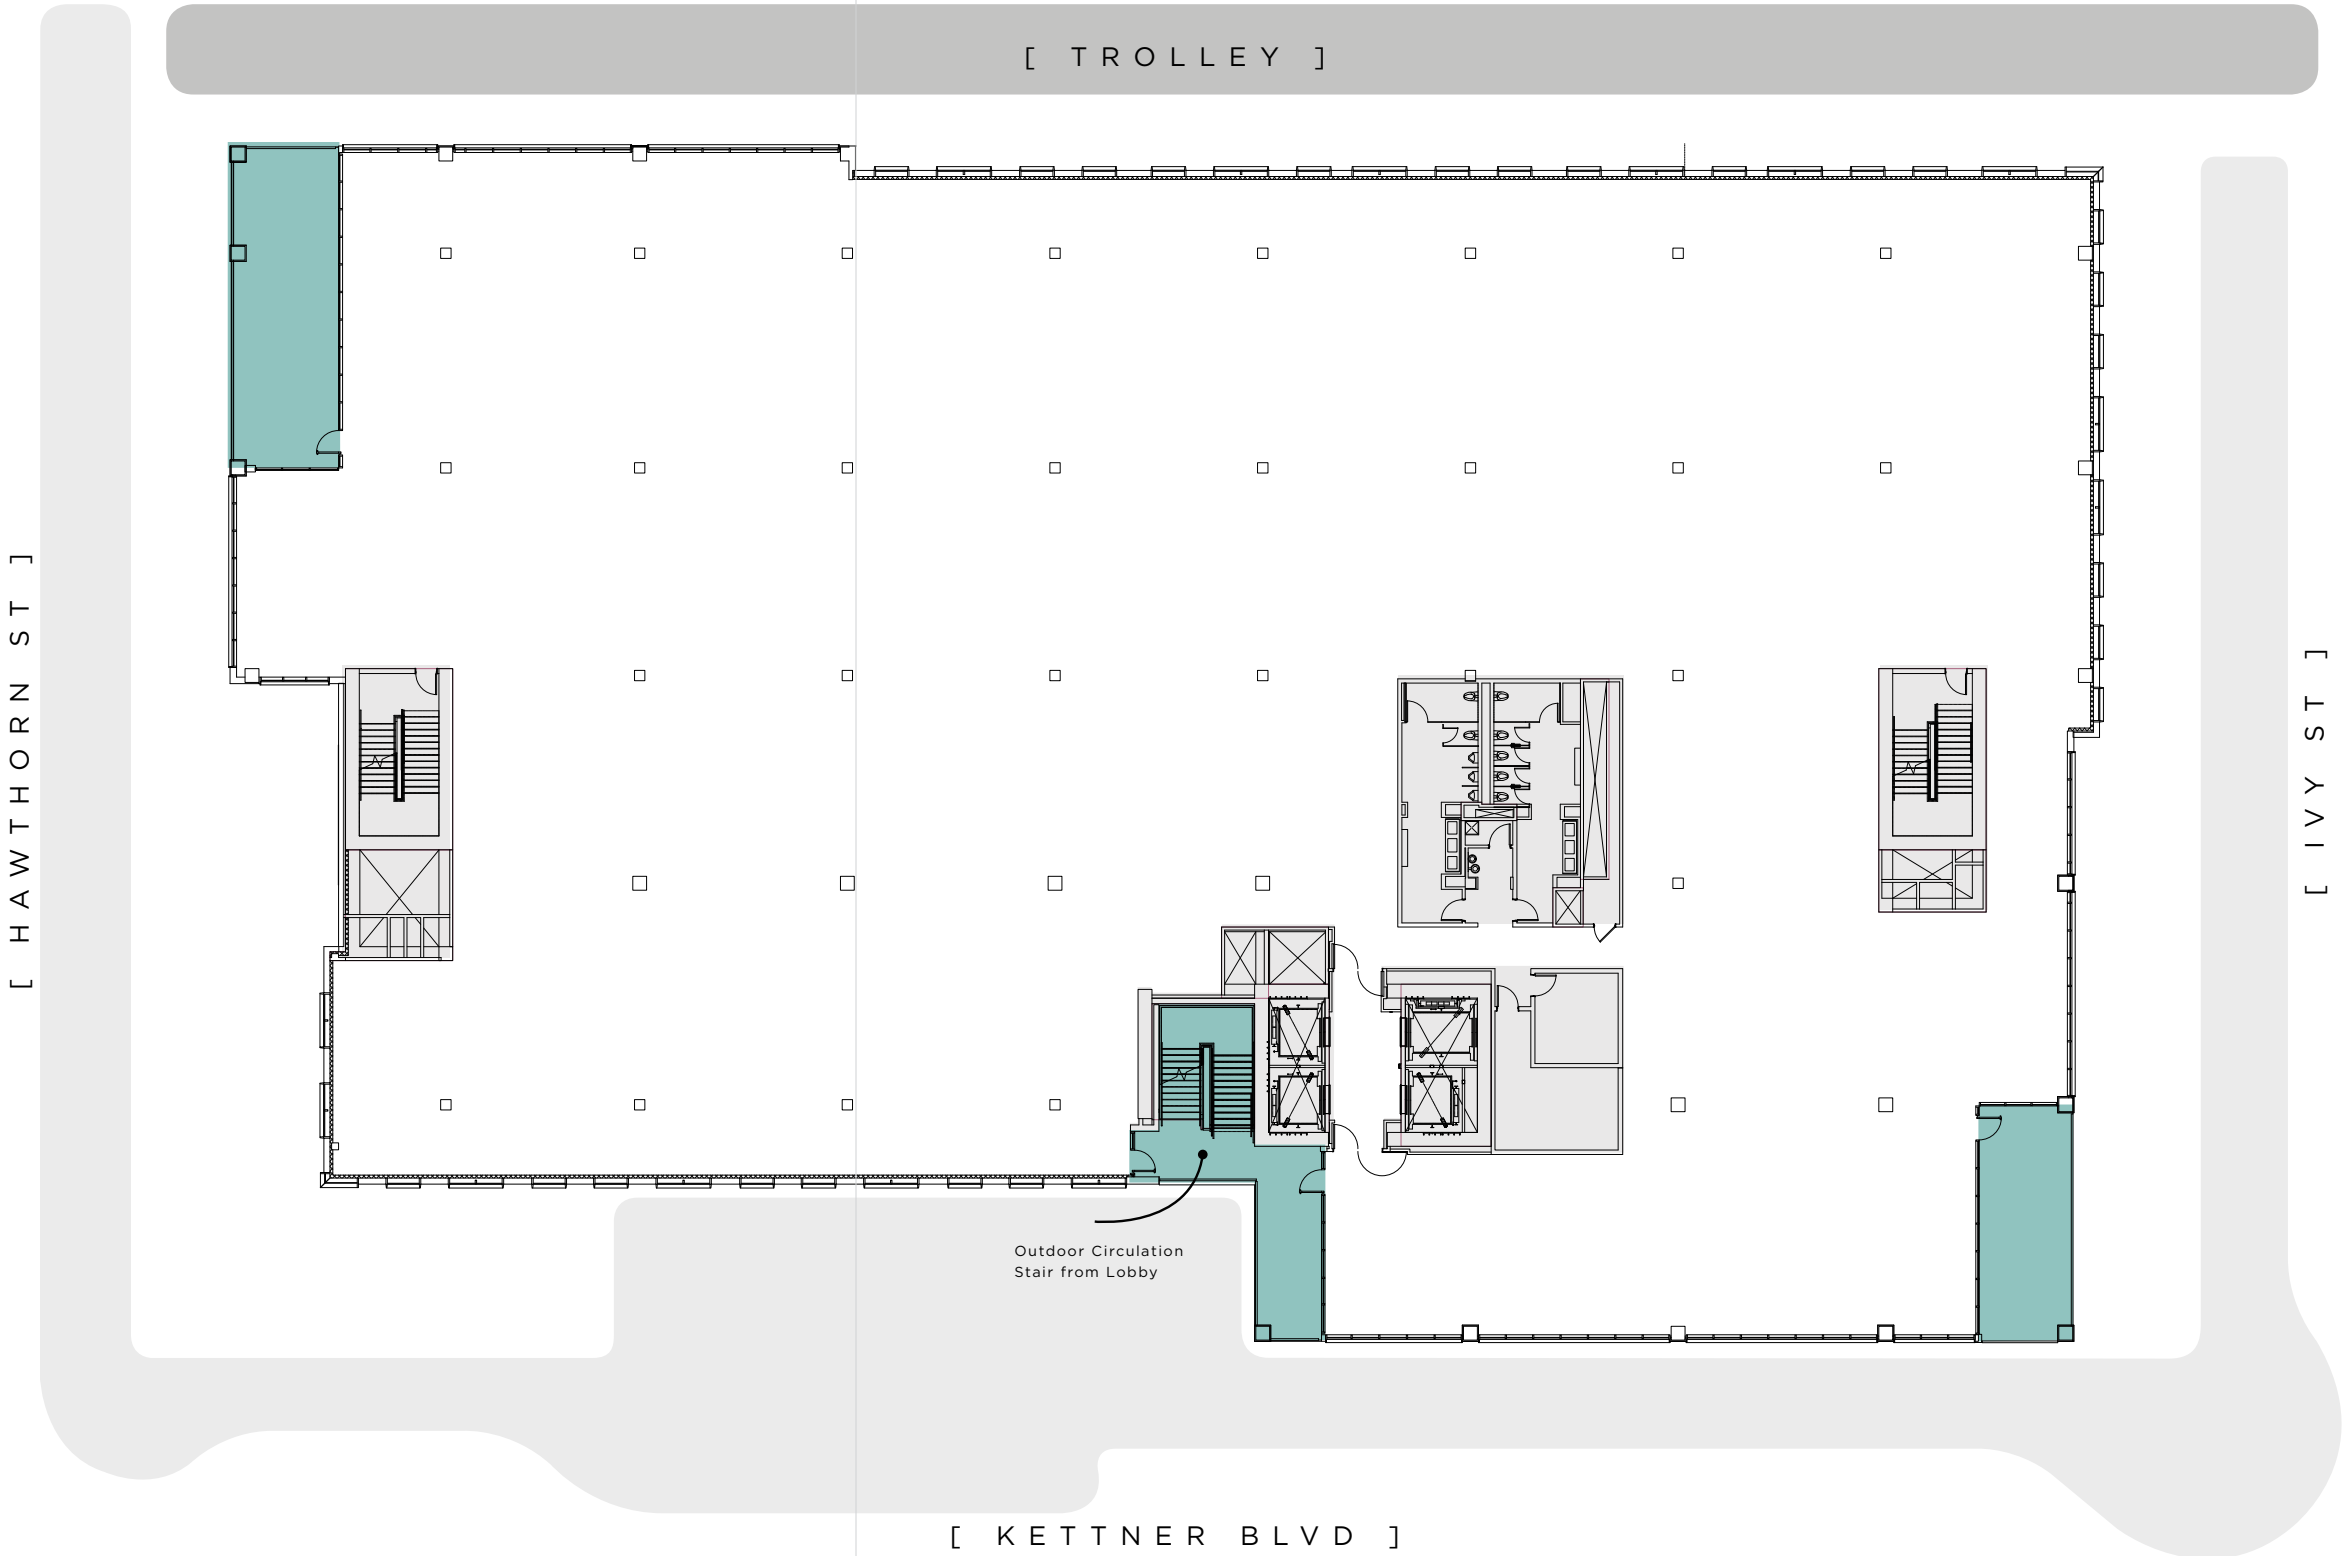 [ TROLLEY ]
[ HAWTHORN ST ]
[ IVY ST ]
Outdoor Circulation
Stair from Lobby
[ KETTNER BLVD ]